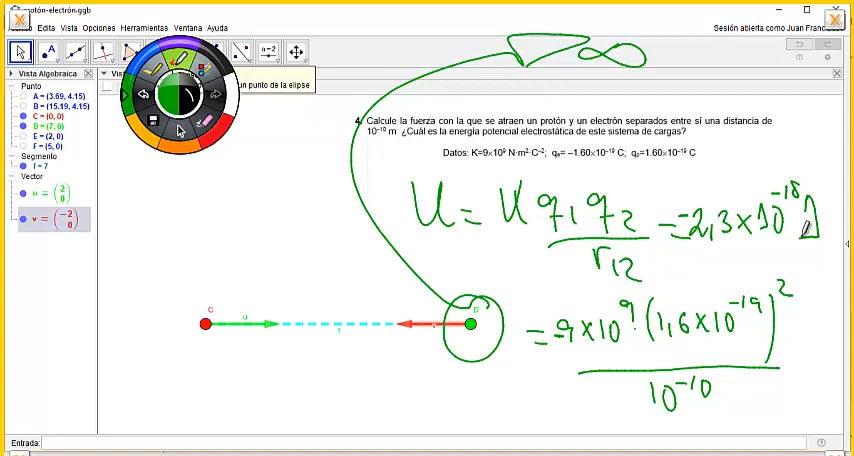 protón-electrón.ggb
Edita Vista Opciones Herramientas Ventana Ayuda
Sesión abierta como Juan Francisco
a=2
Vista Algebraica
Vis
un punto de la elipse
Punto
A = (3.69, 4.15)
B = (15.19, 4.15)
C = (0, 0)
D = (7, 0)
E = (2, 0)
F = (5, 0)
Segmento
f = 7
Vector
u = (2 0)
v = (−2 0)
4. Calcule la fuerza con la que se atraen un protón y un electrón separados entre sí una distancia de
10⁻¹⁰ m ¿Cuál es la energía potencial electrostática de este sistema de cargas?
Datos: K=9×10⁹ N·m²·C⁻²; qₑ= −1.60×10⁻¹⁹ C; qₚ=1.60×10⁻¹⁹ C
∞
U = K q₁ q₂ / r₁₂ = -2,3 × 10⁻¹⁸ J
C
u
f
D
= -9 × 10⁹ · (1,6 × 10⁻¹⁹)² / 10⁻¹⁰
Entrada: